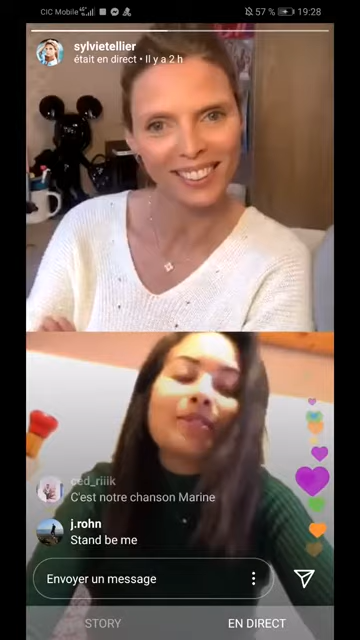 CIC Mobile 57 % 19:28
sylvietellier
était en direct • Il y a 2 h
ced_riiik
C'est notre chanson Marine
j.rohn
Stand be me
Envoyer un message
STORY EN DIRECT